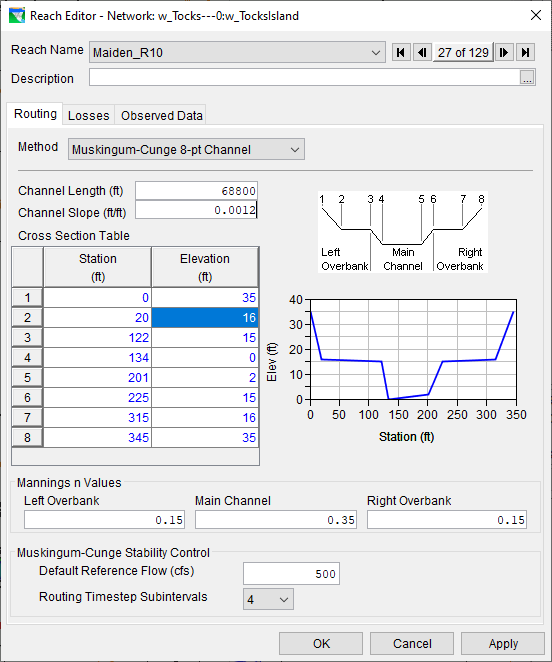 Reach Editor - Network: w_Tocks---0:w_TocksIsland
Reach Name Maiden_R10 27 of 129
Description ...
Routing Losses Observed Data
Method Muskingum-Cunge 8-pt Channel
Channel Length (ft) 68800
Channel Slope (ft/ft) 0.0012
Cross Section Table
Station (ft) Elevation (ft)
1 0 35
2 20 16
3 122 15
4 134 0
5 201 2
6 225 15
7 315 16
8 345 35
1 2 3 4 5 6 7 8
Left Main Right
Overbank Channel Overbank
40
30
20
10
0
Elev (ft)
0 50 100 150 200 250 300 350
Station (ft)
Mannings n Values
Left Overbank Main Channel Right Overbank
0.15 0.35 0.15
Muskingum-Cunge Stability Control
Default Reference Flow (cfs) 500
Routing Timestep Subintervals 4
OK Cancel Apply